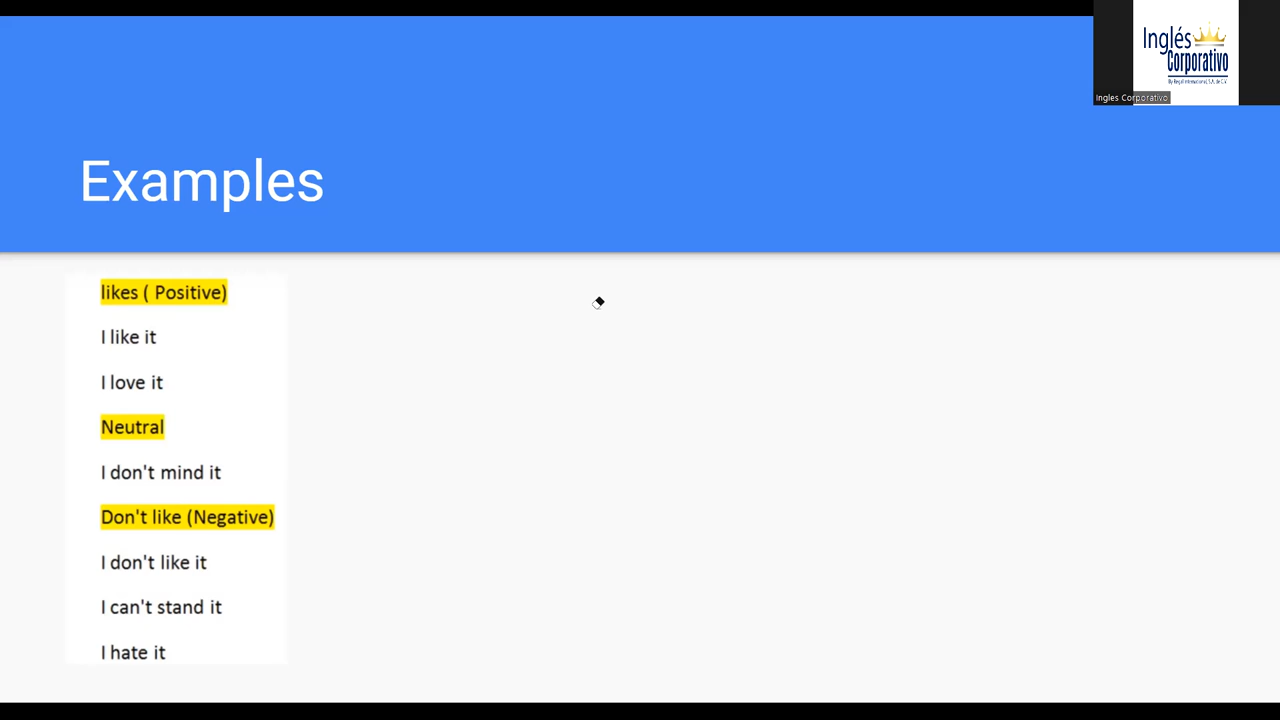 Inglés
Corporativo
Ingles Corporativo
Examples
likes ( Positive)
I like it
I love it
Neutral
I don't mind it
Don't like (Negative)
I don't like it
I can't stand it
I hate it